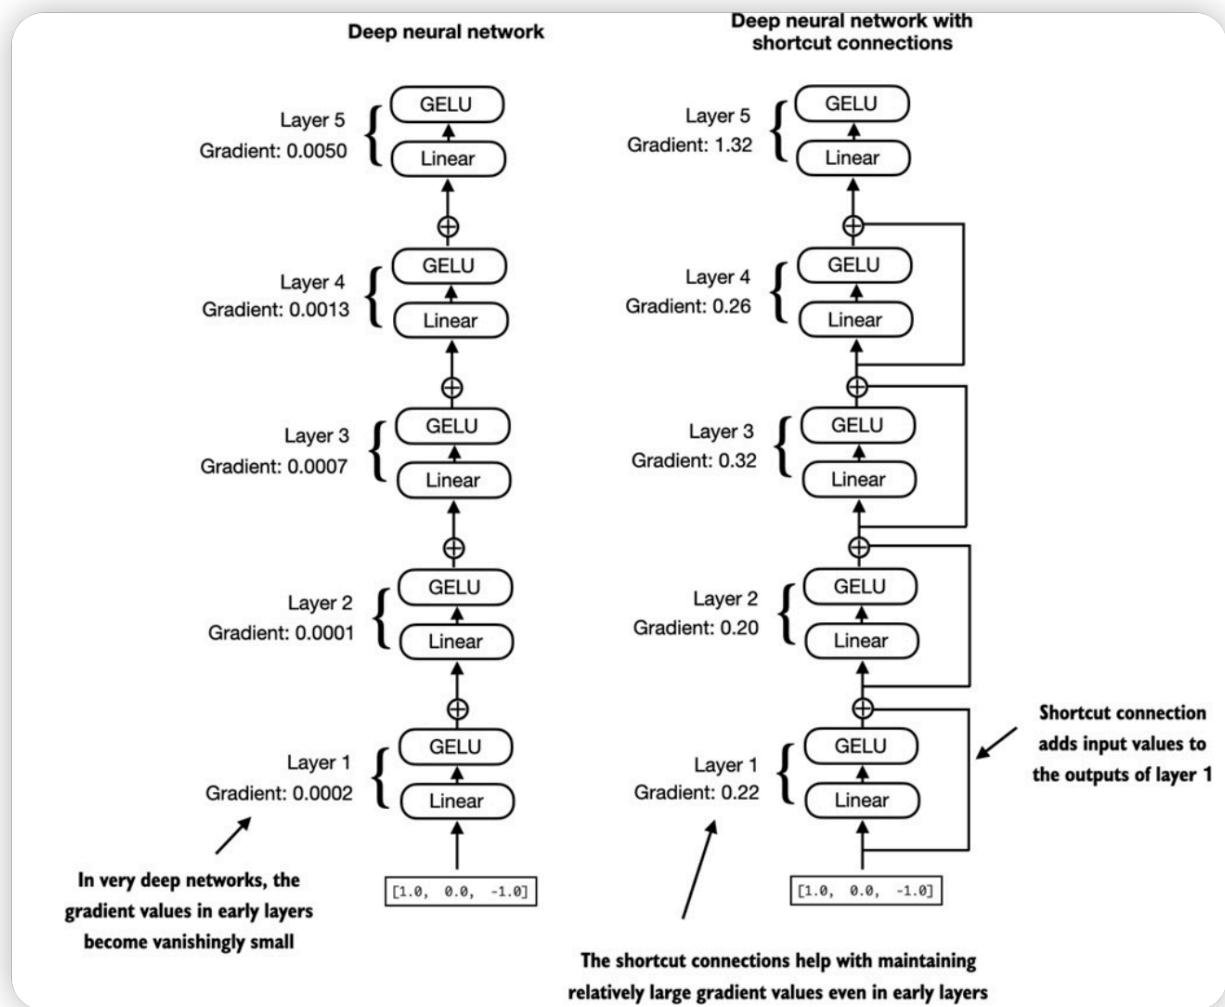 Deep neural network
Layer 5
Gradient: 0.0050
GELU
Linear
Layer 4
Gradient: 0.0013
GELU
Linear
Layer 3
Gradient: 0.0007
GELU
Linear
Layer 2
Gradient: 0.0001
GELU
Linear
Layer 1
Gradient: 0.0002
GELU
Linear
[1.0, 0.0, -1.0]
In very deep networks, the
gradient values in early layers
become vanishingly small
Deep neural network with
shortcut connections
Layer 5
Gradient: 1.32
GELU
Linear
Layer 4
Gradient: 0.26
GELU
Linear
Layer 3
Gradient: 0.32
GELU
Linear
Layer 2
Gradient: 0.20
GELU
Linear
Layer 1
Gradient: 0.22
GELU
Linear
[1.0, 0.0, -1.0]
Shortcut connection
adds input values to
the outputs of layer 1
The shortcut connections help with maintaining
relatively large gradient values even in early layers